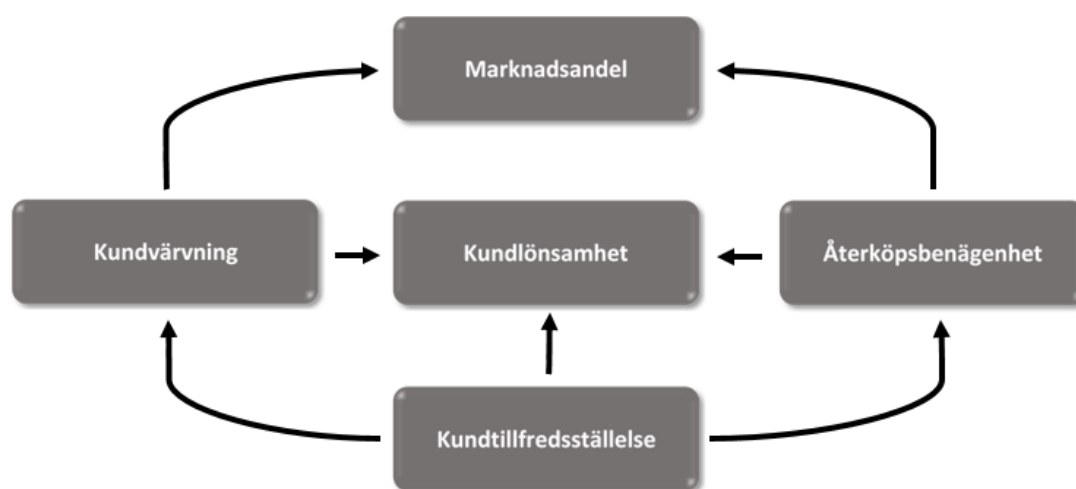 Marknadsandel
Kundvärvning
Kundlönsamhet
Återköpsbenägenhet
Kundtillfredsställelse